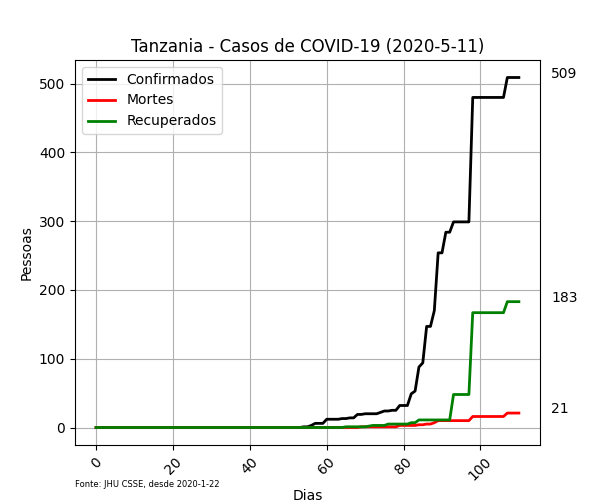 Tanzania - Casos de COVID-19 (2020-5-11)
Confirmados
Mortes
Recuperados
Pessoas
500
400
300
200
100
0
509
183
21
0
20
40
60
80
100
Fonte: JHU CSSE, desde 2020-1-22
Dias